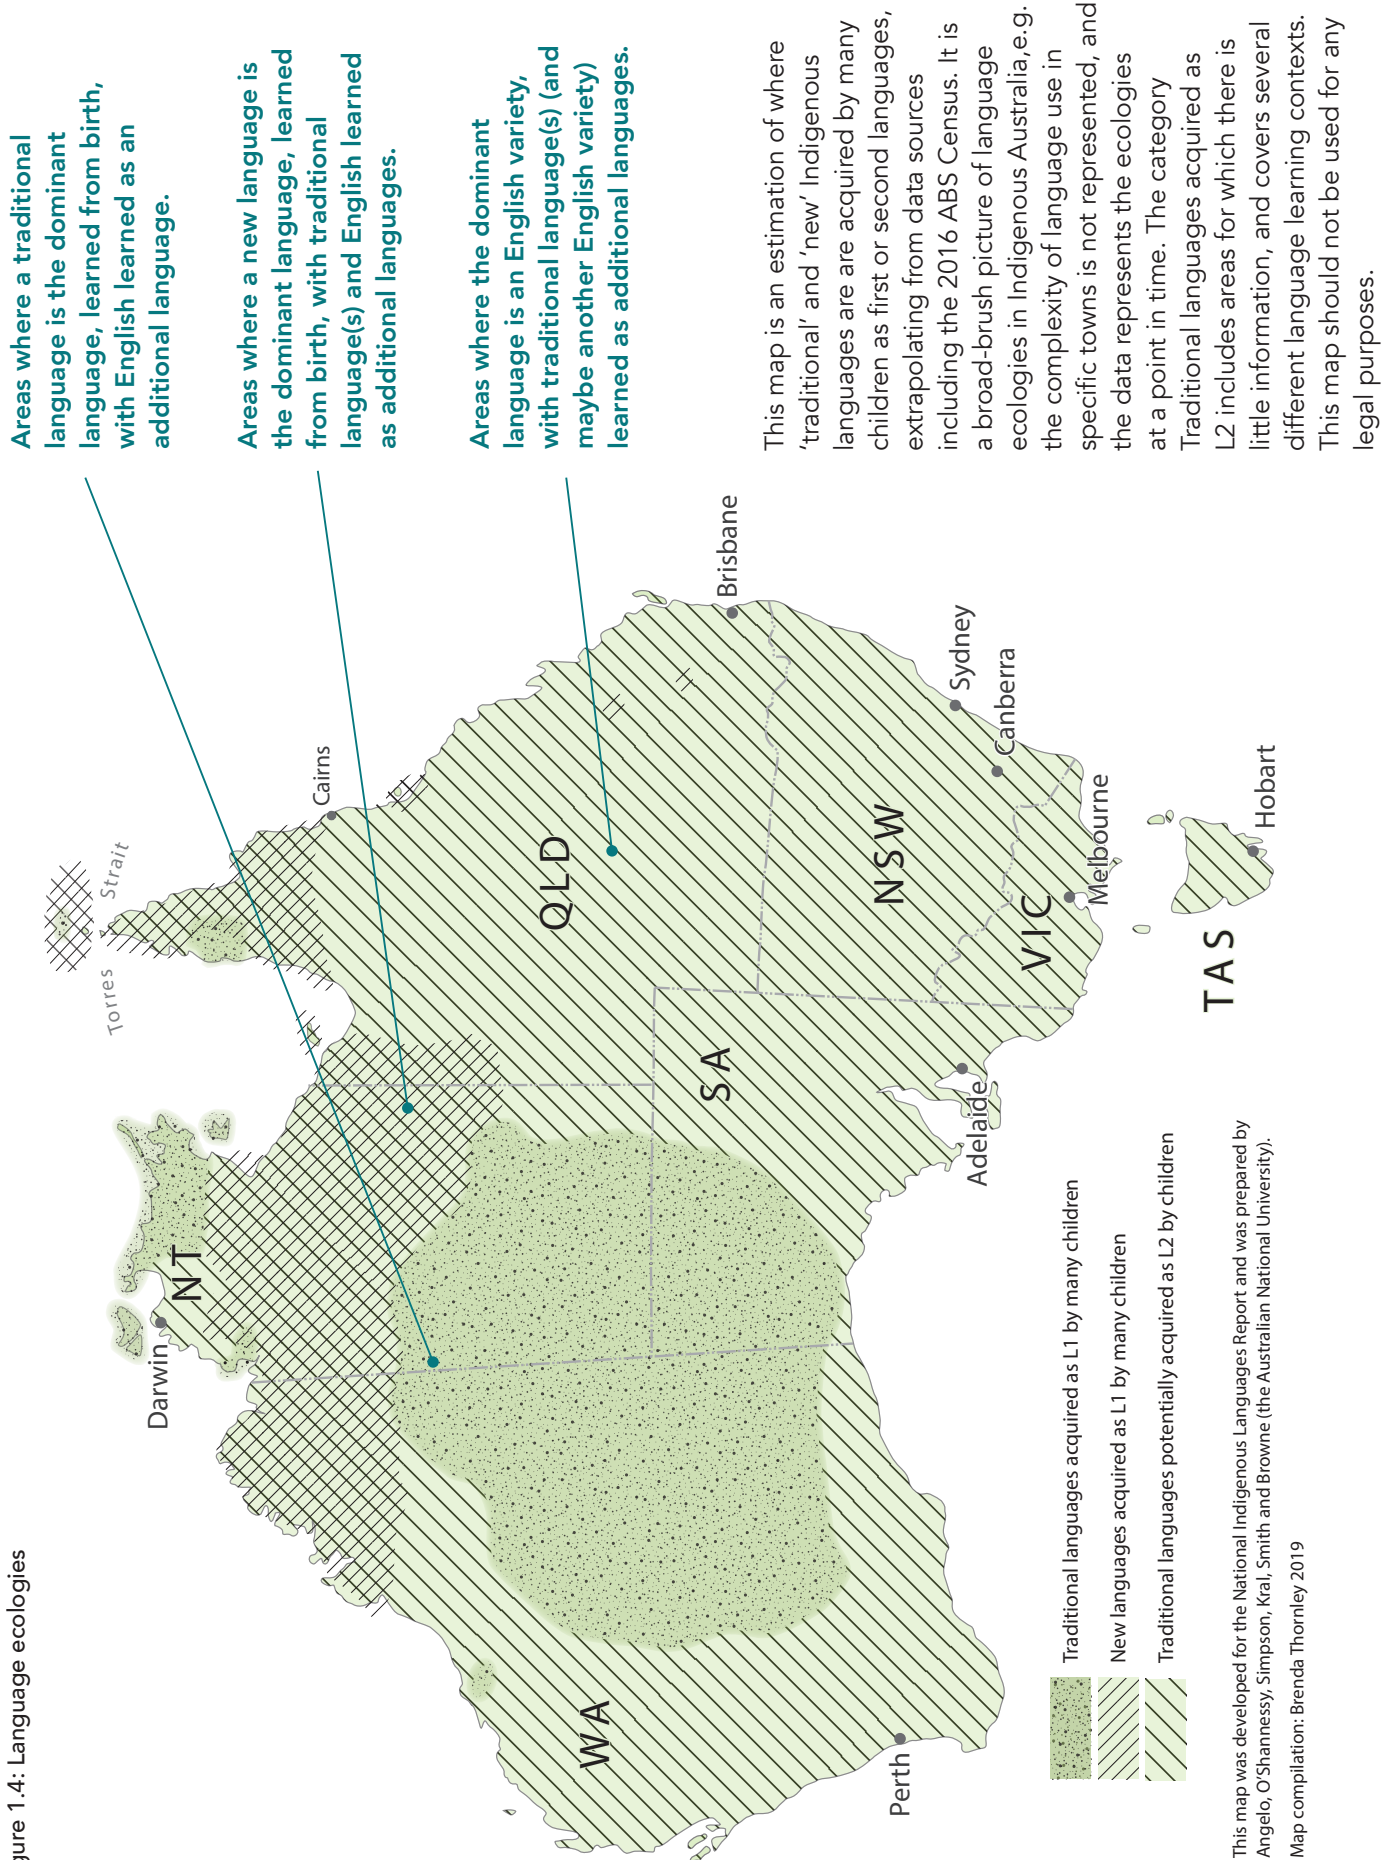 gure 1.4: Language ecologies
Areas where a traditional
language is the dominant
language, learned from birth,
with English learned as an
additional language.
Areas where a new language is
the dominant language, learned
from birth, with traditional
language(s) and English learned
as additional languages.
Areas where the dominant
language is an English variety,
with traditional language(s) (and
maybe another English variety)
learned as additional languages.
This map is an estimation of where
‘traditional’ and ‘new’ Indigenous
languages are are acquired by many
children as first or second languages,
extrapolating from data sources
including the 2016 ABS Census. It is
a broad-brush picture of language
ecologies in Indigenous Australia,e.g.
the complexity of language use in
specific towns is not represented, and
the data represents the ecologies
at a point in time. The category
Traditional languages acquired as
L2 includes areas for which there is
little information, and covers several
different language learning contexts.
This map should not be used for any
legal purposes.
Torres Strait
Darwin
NT
Cairns
QLD
WA
SA
Brisbane
NSW
Sydney
Canberra
VIC
Melbourne
Adelaide
Perth
TAS
Hobart
Traditional languages acquired as L1 by many children
New languages acquired as L1 by many children
Traditional languages potentially acquired as L2 by children
This map was developed for the National Indigenous Languages Report and was prepared by
Angelo, O’Shannessy, Simpson, Kral, Smith and Browne (the Australian National University).
Map compilation: Brenda Thornley 2019